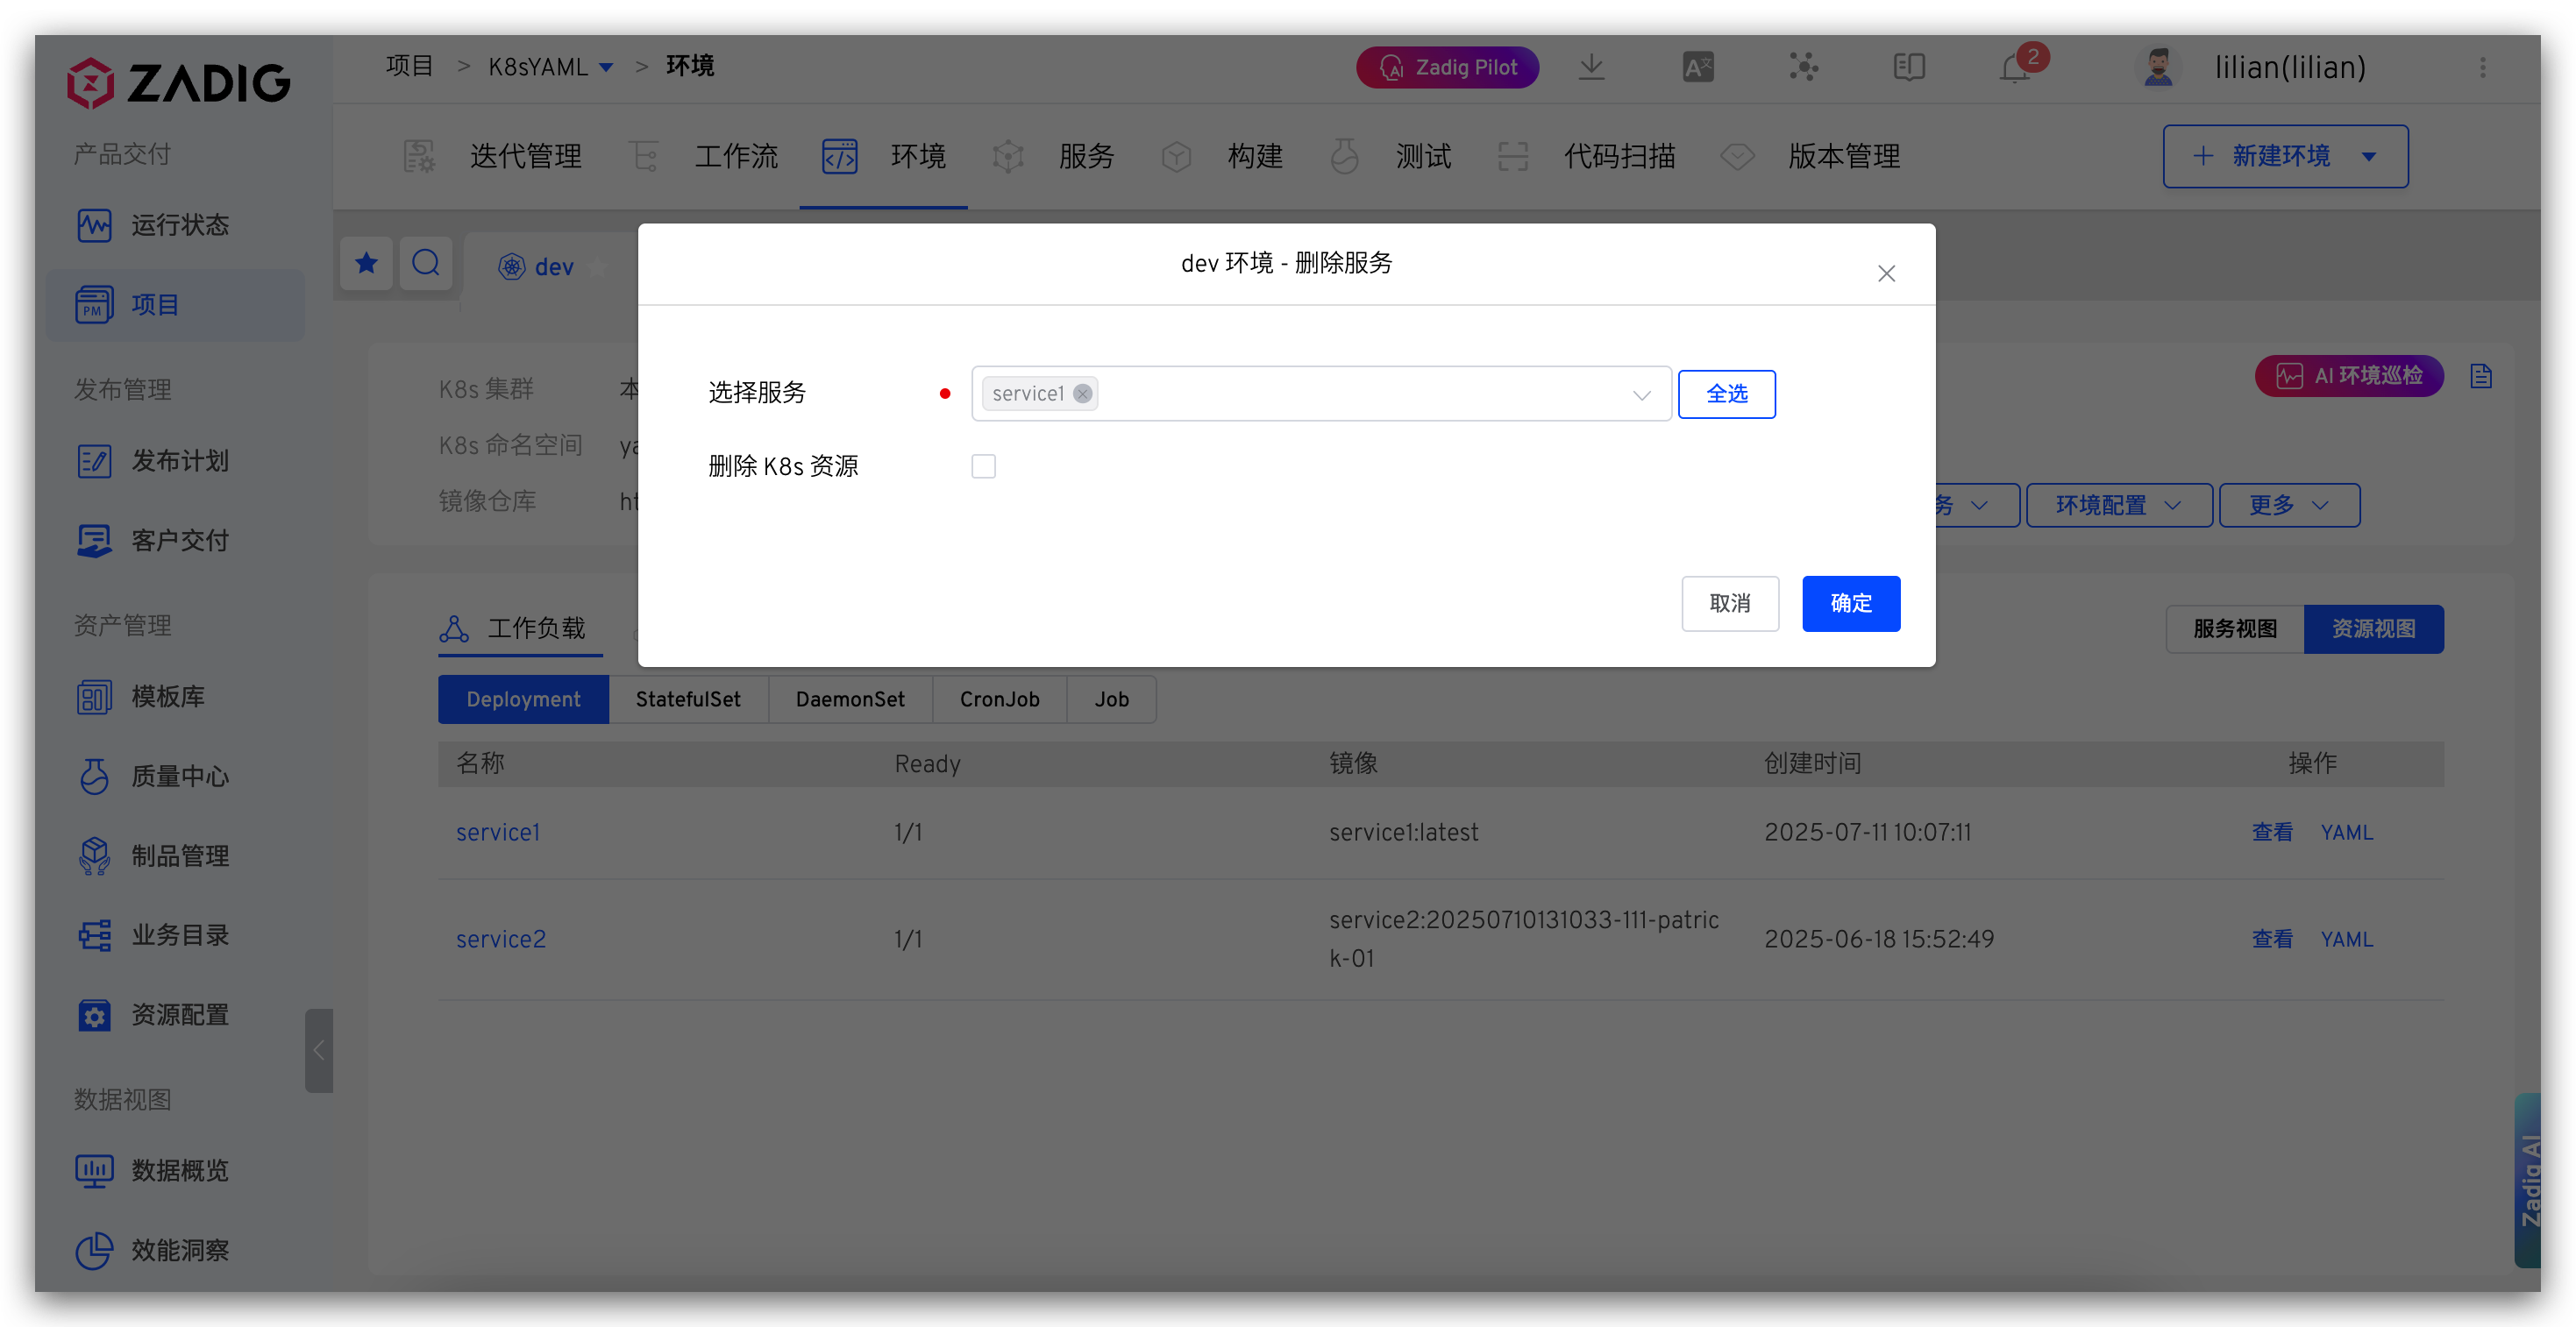 ZADIG
项目 > K8sYAML > 环境
Zadig Pilot
2
lilian(lilian)
产品交付
运行状态
项目
发布管理
发布计划
客户交付
资产管理
模板库
质量中心
制品管理
业务目录
资源配置
数据视图
数据概览
效能洞察
迭代管理 工作流 环境 服务 构建 测试 代码扫描 版本管理
新建环境
dev
dev 环境 - 删除服务
选择服务 service1 全选
删除 K8s 资源
取消 确定
K8s 集群 本
K8s 命名空间 ya
镜像仓库 ht
AI 环境巡检
务 环境配置 更多
工作负载
服务视图 资源视图
Deployment StatefulSet DaemonSet CronJob Job
名称 Ready 镜像 创建时间 操作
service1 1/1 service1:latest 2025-07-11 10:07:11 查看 YAML
service2 1/1 service2:20250710131033-111-patric
k-01 2025-06-18 15:52:49 查看 YAML
Zadig AI